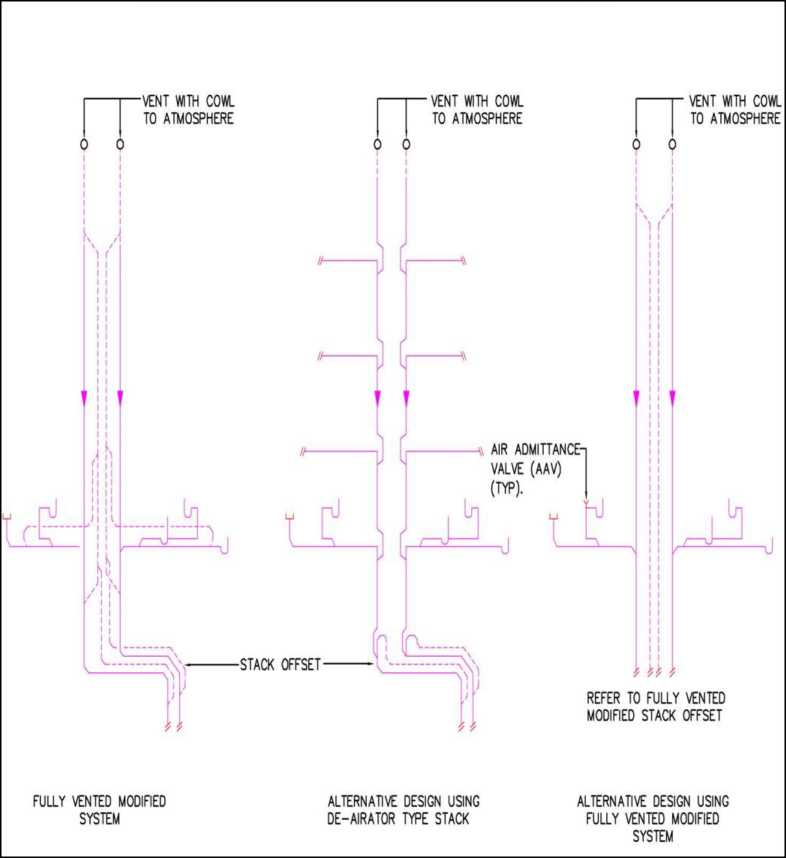 VENT WITH COWL
TO ATMOSPHERE
VENT WITH COWL
TO ATMOSPHERE
VENT WITH COWL
TO ATMOSPHERE
AIR ADMITTANCE
VALVE (AAV)
(TYP).
STACK OFFSET
REFER TO FULLY VENTED
MODIFIED STACK OFFSET
FULLY VENTED MODIFIED
SYSTEM
ALTERNATIVE DESIGN USING
DE-AIRATOR TYPE STACK
ALTERNATIVE DESIGN USING
FULLY VENTED MODIFIED
SYSTEM